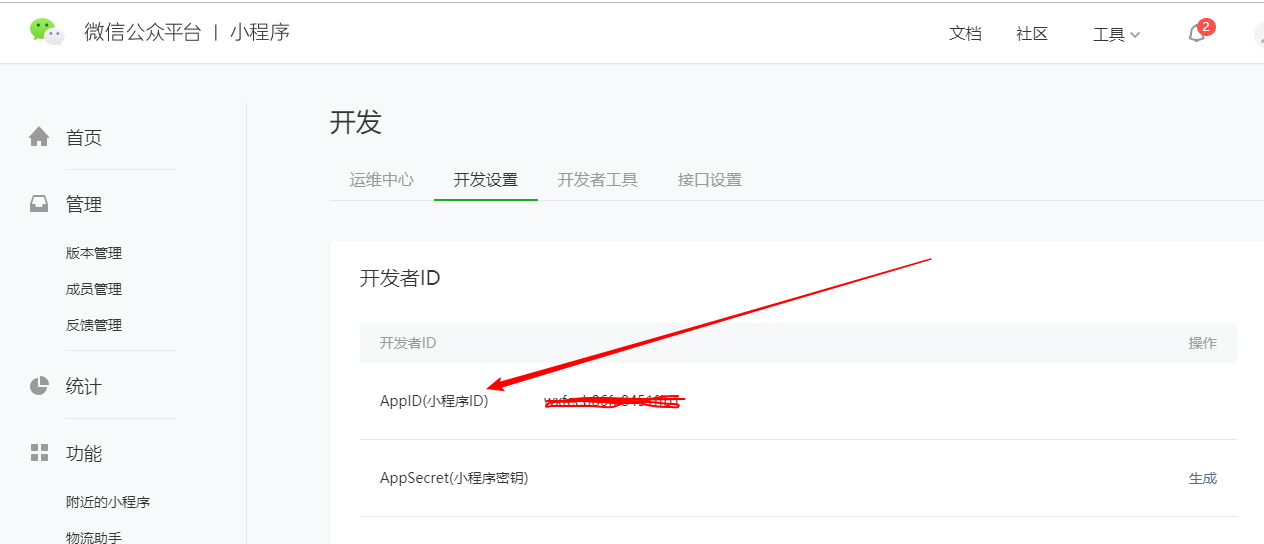 微信公众平台 | 小程序
文档 社区 工具 2
首页
管理
版本管理
成员管理
反馈管理
统计
功能
附近的小程序
物流助手
开发
运维中心 开发设置 开发者工具 接口设置
开发者ID
开发者ID 操作
AppID(小程序ID)
AppSecret(小程序密钥) 生成